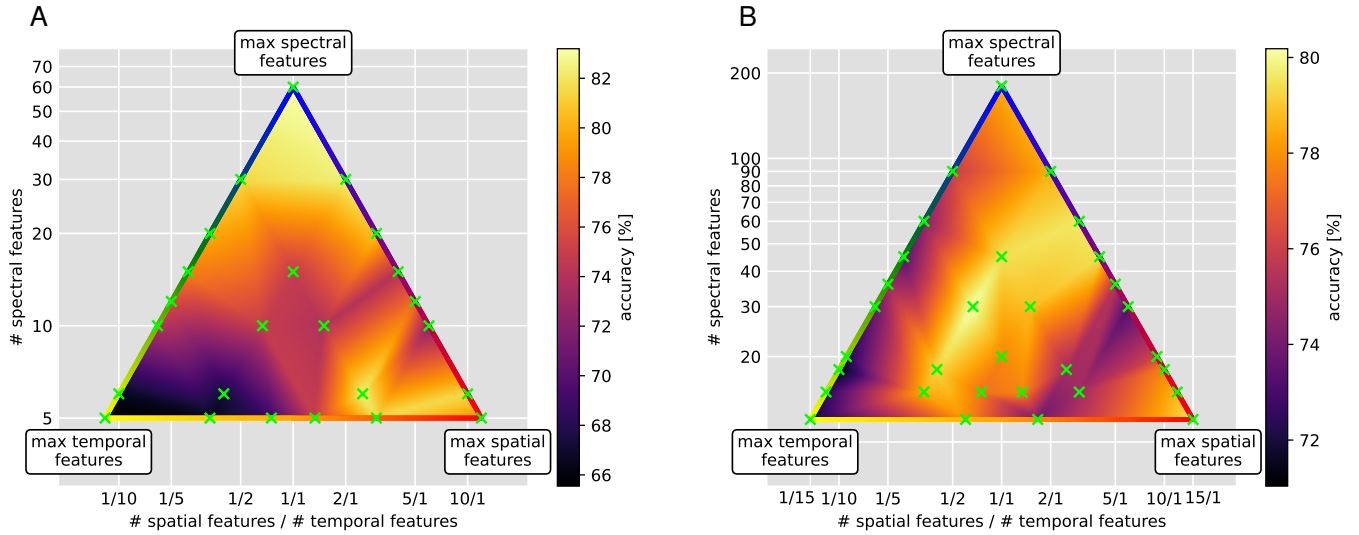 A
max spectral
features
70
60
50
40
30
20
10
5
# spectral features
max temporal
features
max spatial
features
1/10 1/5 1/2 1/1 2/1 5/1 10/1
# spatial features / # temporal features
82
80
78
76
74
72
70
68
66
accuracy [%]
B
max spectral
features
200
100
90
80
70
60
50
40
30
20
# spectral features
max temporal
features
max spatial
features
1/15 1/10 1/5 1/2 1/1 2/1 5/1 10/1 15/1
# spatial features / # temporal features
80
78
76
74
72
accuracy [%]